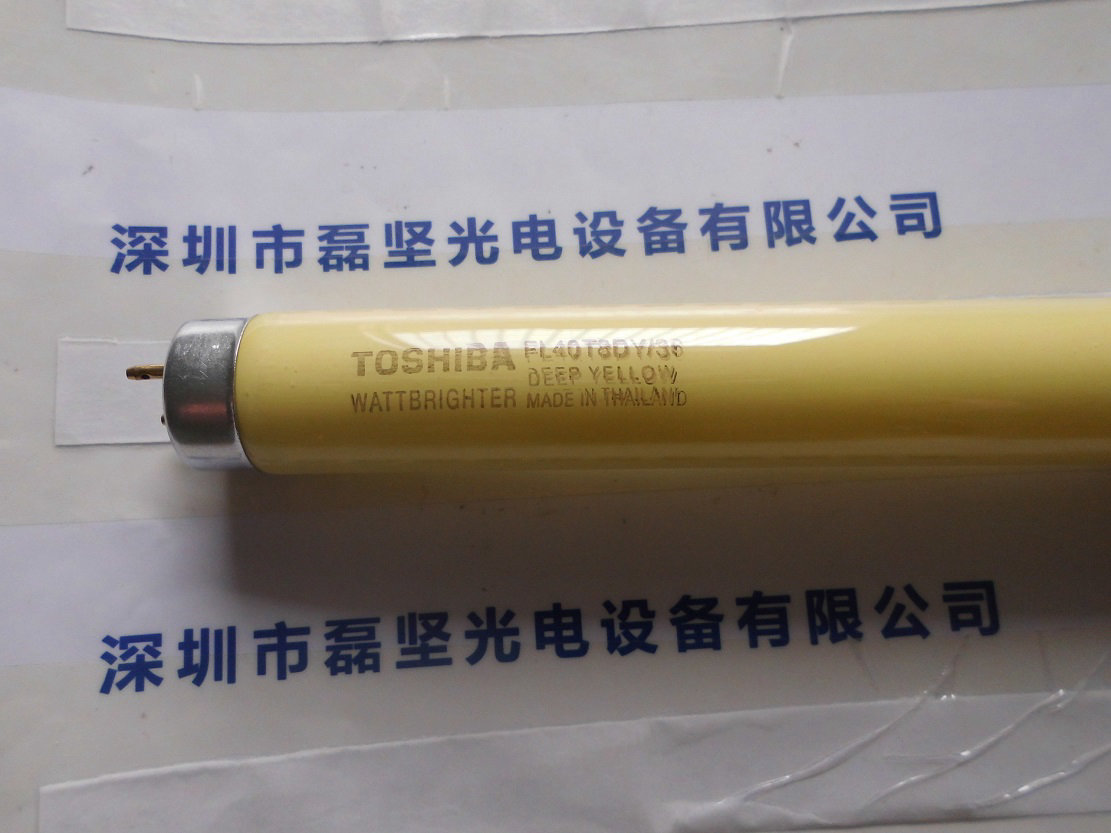 深圳市磊坚光电设备有限公司
TOSHIBA FL40T8DY/36
DEEP YELLOW
WATTBRIGHTER MADE IN THAILAND
深圳市磊坚光电设备有限公司